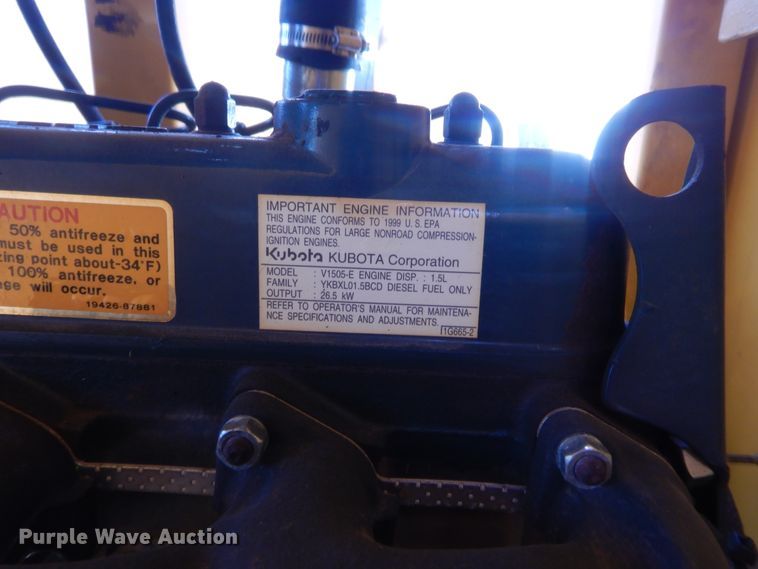 AUTION
50% antifreeze and
must be used in this
zing point about-34°F)
100% antifreeze, or
ge will occur.
19426-87861
IMPORTANT ENGINE INFORMATION
THIS ENGINE CONFORMS TO 1999 U.S. EPA
REGULATIONS FOR LARGE NONROAD COMPRESSION-
IGNITION ENGINES.
Kubota KUBOTA Corporation
MODEL : V1505-E ENGINE DISP. : 1.5L
FAMILY : YKBXL01.5BCD DIESEL FUEL ONLY
OUTPUT : 26.5 kW
REFER TO OPERATOR'S MANUAL FOR MAINTENA-
NCE SPECIFICATIONS AND ADJUSTMENTS.
1G665-2
Purple Wave Auction